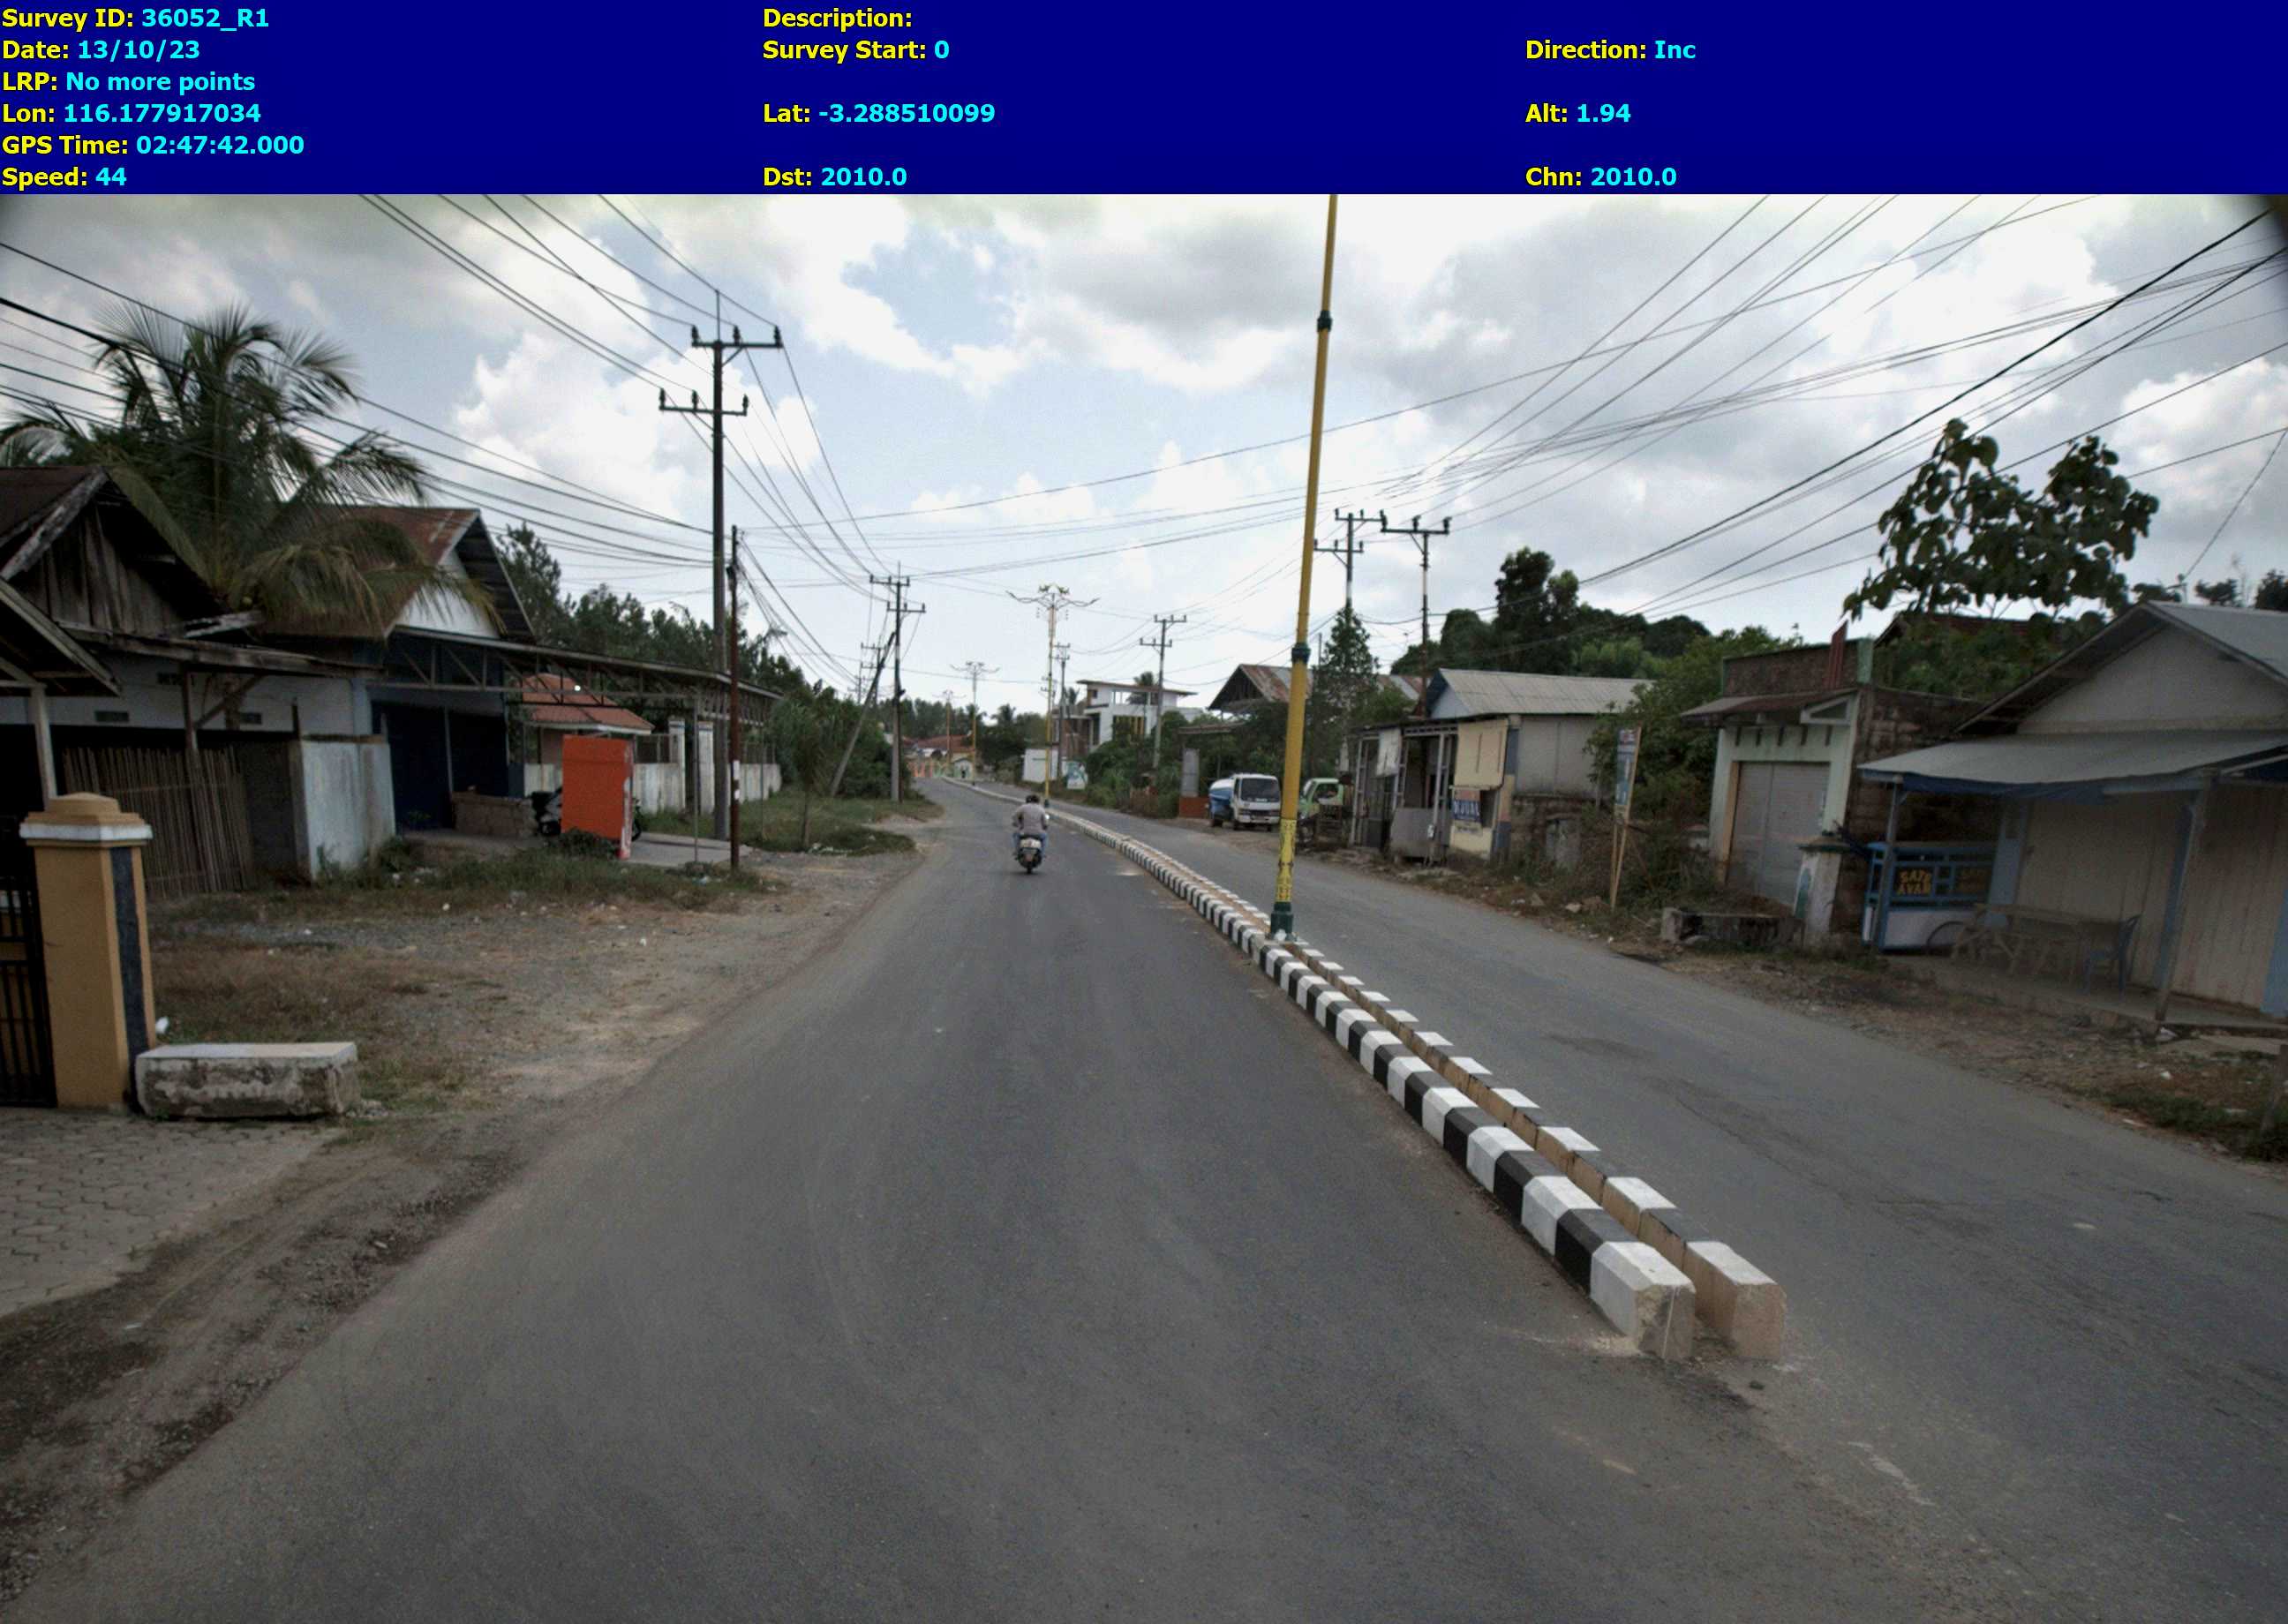 Survey ID: 36052_R1
Description:
Date: 13/10/23
Survey Start: 0
Direction: Inc
LRP: No more points
Lon: 116.177917034
Lat: -3.288510099
Alt: 1.94
GPS Time: 02:47:42.000
Speed: 44
Dst: 2010.0
Chn: 2010.0
SATE
AYAM